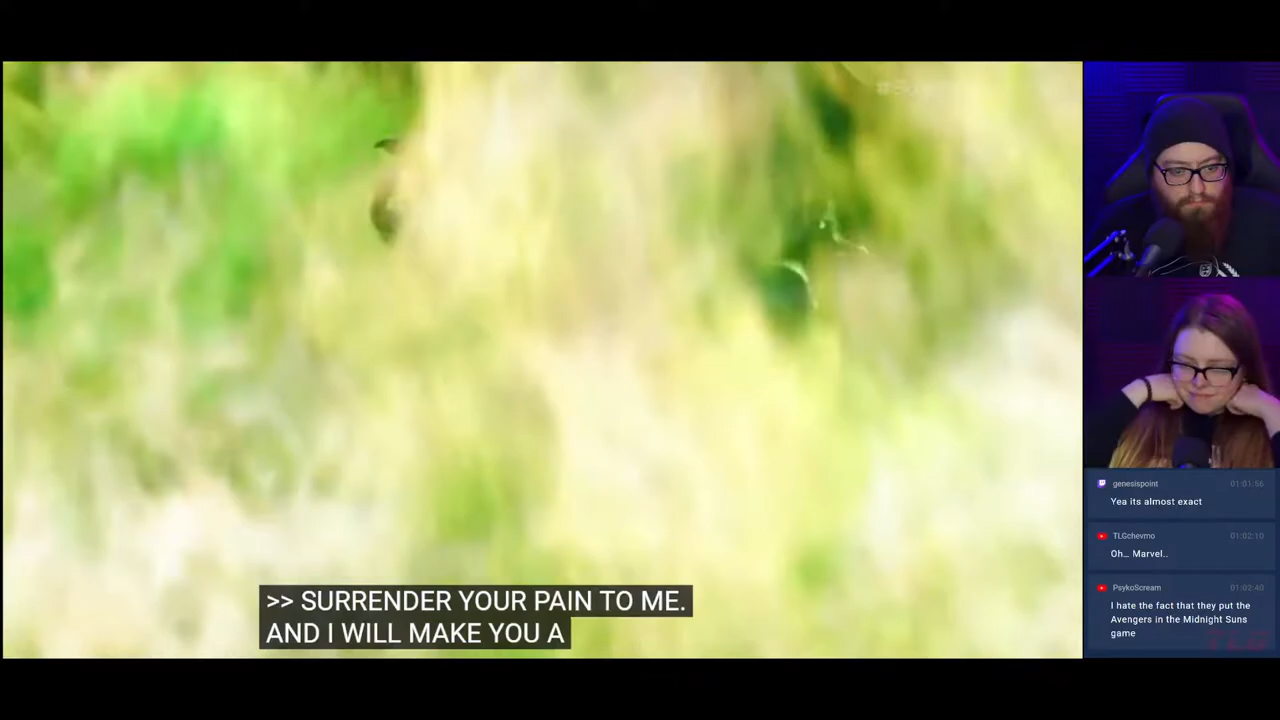 >> SURRENDER YOUR PAIN TO ME.
AND I WILL MAKE YOU A
genesispoint 01:01:56
Yea its almost exact
TLGchevmo 01:02:10
Oh... Marvel..
PsykoScream 01:02:40
I hate the fact that they put the
Avengers in the Midnight Suns
game
TLG